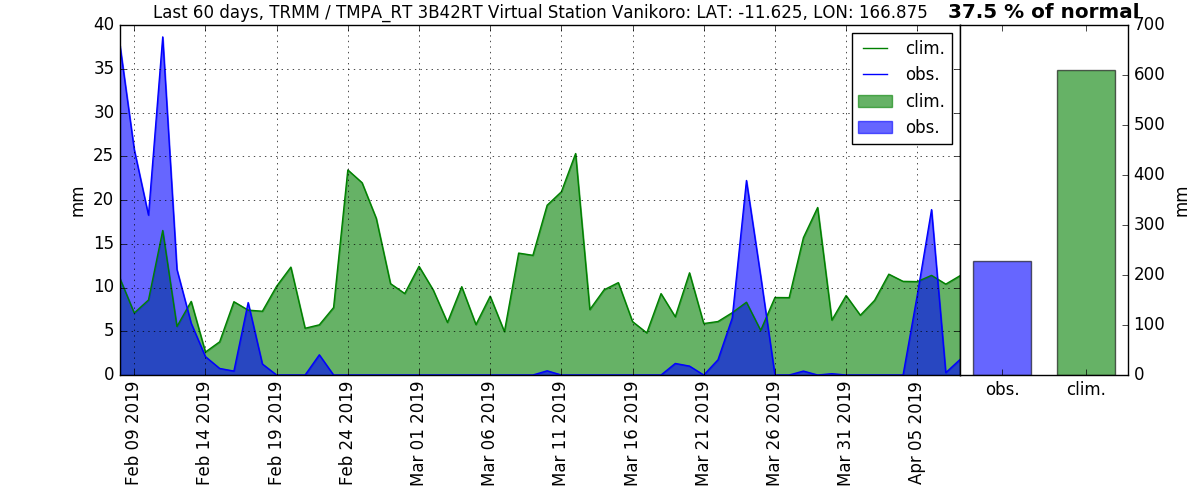 Last 60 days, TRMM / TMPA_RT 3B42RT Virtual Station Vanikoro: LAT: -11.625, LON: 166.875
37.5 % of normal
40
35
30
25
20
15
10
5
0
mm
clim.
obs.
clim.
obs.
Feb 09 2019
Feb 14 2019
Feb 19 2019
Feb 24 2019
Mar 01 2019
Mar 06 2019
Mar 11 2019
Mar 16 2019
Mar 21 2019
Mar 26 2019
Mar 31 2019
Apr 05 2019
700
600
500
400
300
200
100
0
mm
obs.
clim.